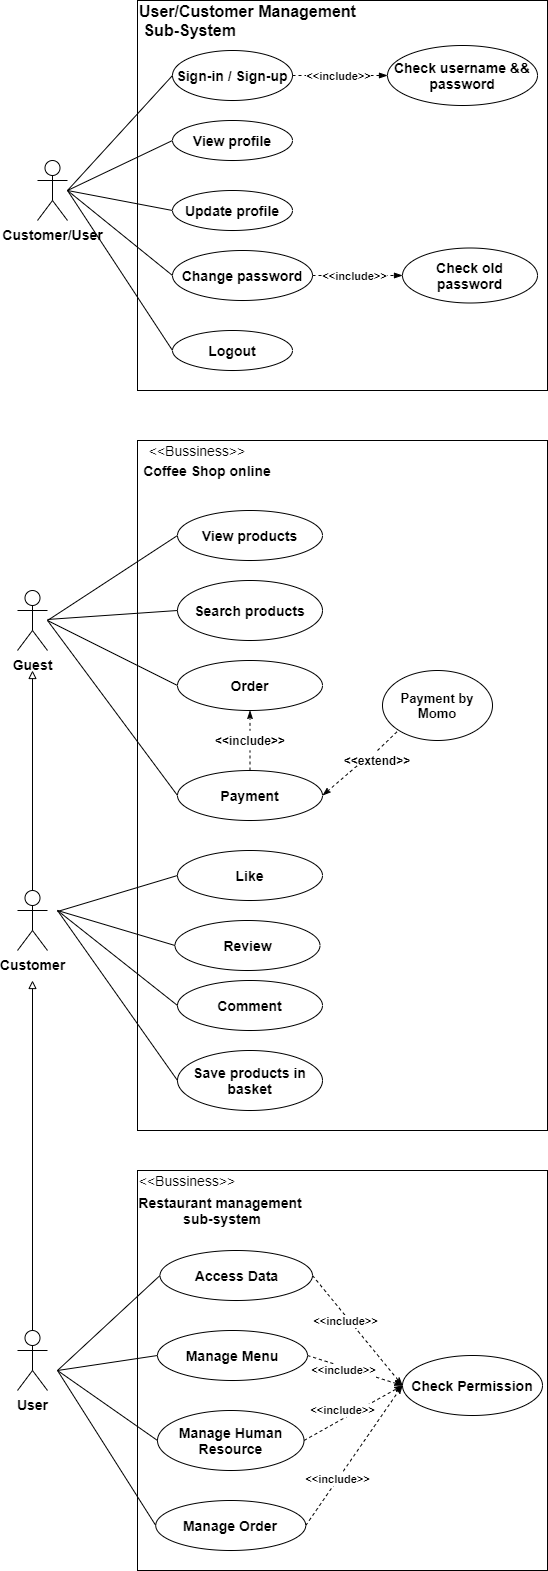 User/Customer Management
Sub-System
Sign-in / Sign-up
<<include>>
Check username &&
password
View profile
Customer/User
Update profile
Change password
<<include>>
Check old
password
Logout
<<Bussiness>>
Coffee Shop online
View products
Search products
Guest
Order
Payment by
Momo
<<include>>
<<extend>>
Payment
Like
Review
Customer
Comment
Save products in
basket
<<Bussiness>>
Restaurant management
sub-system
Access Data
<<include>>
Manage Menu
<<include>>
Check Permission
User
<<include>>
Manage Human
Resource
<<include>>
Manage Order